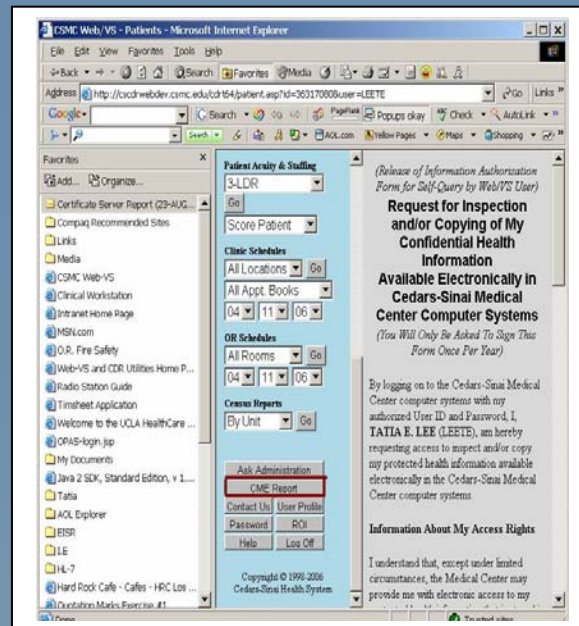 CSMC Web/VS - Patients - Microsoft Internet Explorer
File Edit View Favorites Tools Help
Back Search Favorites Media
Address http://cscdrwebdev.csmc.edu/cdrt64/patient.asp?id=363170808user=LEETE Go Links »
Google Search PageRank Popups okay Check AutoLink
Search AOL.com Yellow Pages Maps Shopping
Favorites X
Add... Organize...
Certificate Server Report (23-AUG...
Compaq Recommended Sites
Links
Media
CSMC Web-VS
Clinical Workstation
Intranet Home Page
MSN.com
O.R. Fire Safety
Web-VS and CDR Utilities Home P...
Radio Station Guide
Timsheet Application
Welcome to the UCLA HealthCare ...
OPAS-login.jsp
My Documents
Java 2 SDK, Standard Edition, v 1....
Tatia
AOL Explorer
EISR
LE
HL-7
Hard Rock Cafe - Cafes - HRC Los ...
Quotation Marks Exercise #1
Patient Acuity & Staffing
3-LDR
Go
Score Patient
Clinic Schedules
All Locations Go
All Appt. Books
04 11 06
OR Schedules
All Rooms Go
04 11 06
Census Reports
By Unit Go
Ask Administration
CME Report
Contact Us User Profile
Password ROI
Help Log Off
Copyright © 1998-2006
Cedars-Sinai Health System
(Release of Information Authorization
Form for Self-Query by Web/VS User)
Request for Inspection
and/or Copying of My
Confidential Health
Information
Available Electronically in
Cedars-Sinai Medical
Center Computer Systems
(You Will Only Be Asked To Sign This
Form Once Per Year)
By logging on to the Cedars-Sinai Medical
Center computer systems with my
authorized User ID and Password, I,
TATIA E. LEE (LEETE), am hereby
requesting access to inspect and/or copy
my protected health information available
electronically in the Cedars-Sinai Medical
Center computer systems.
Information About My Access Rights
I understand that, except under limited
circumstances, the Medical Center may
provide me with electronic access to my
Done
Trusted sites